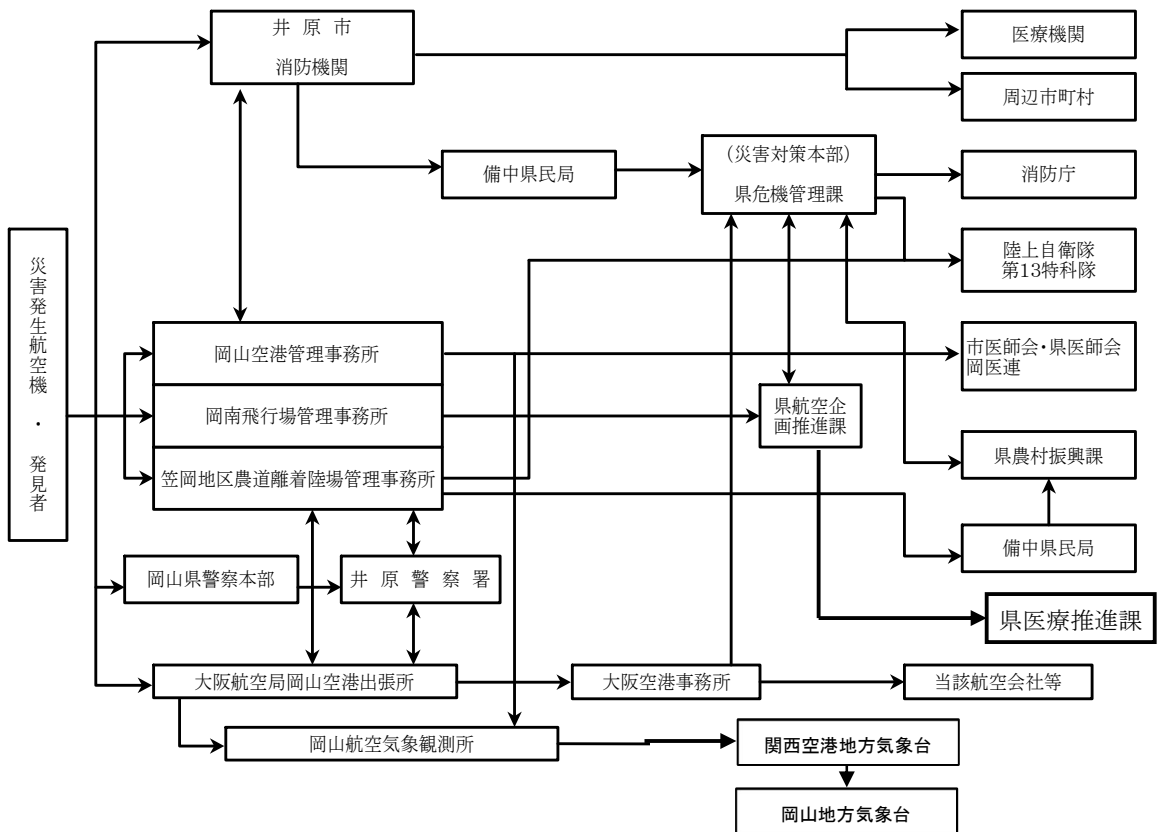 井 原 市
消防機関
医療機関
周辺市町村
備中県民局
(災害対策本部)
県危機管理課
消防庁
災害発生航空機 ・ 発見者
陸上自衛隊
第13特科隊
岡山空港管理事務所
市医師会・県医師会
岡医連
岡南飛行場管理事務所
県航空企
画推進課
笠岡地区農道離着陸場管理事務所
県農村振興課
備中県民局
岡山県警察本部
井 原 警 察 署
県医療推進課
大阪航空局岡山空港出張所
大阪空港事務所
当該航空会社等
岡山航空気象観測所
関西空港地方気象台
岡山地方気象台